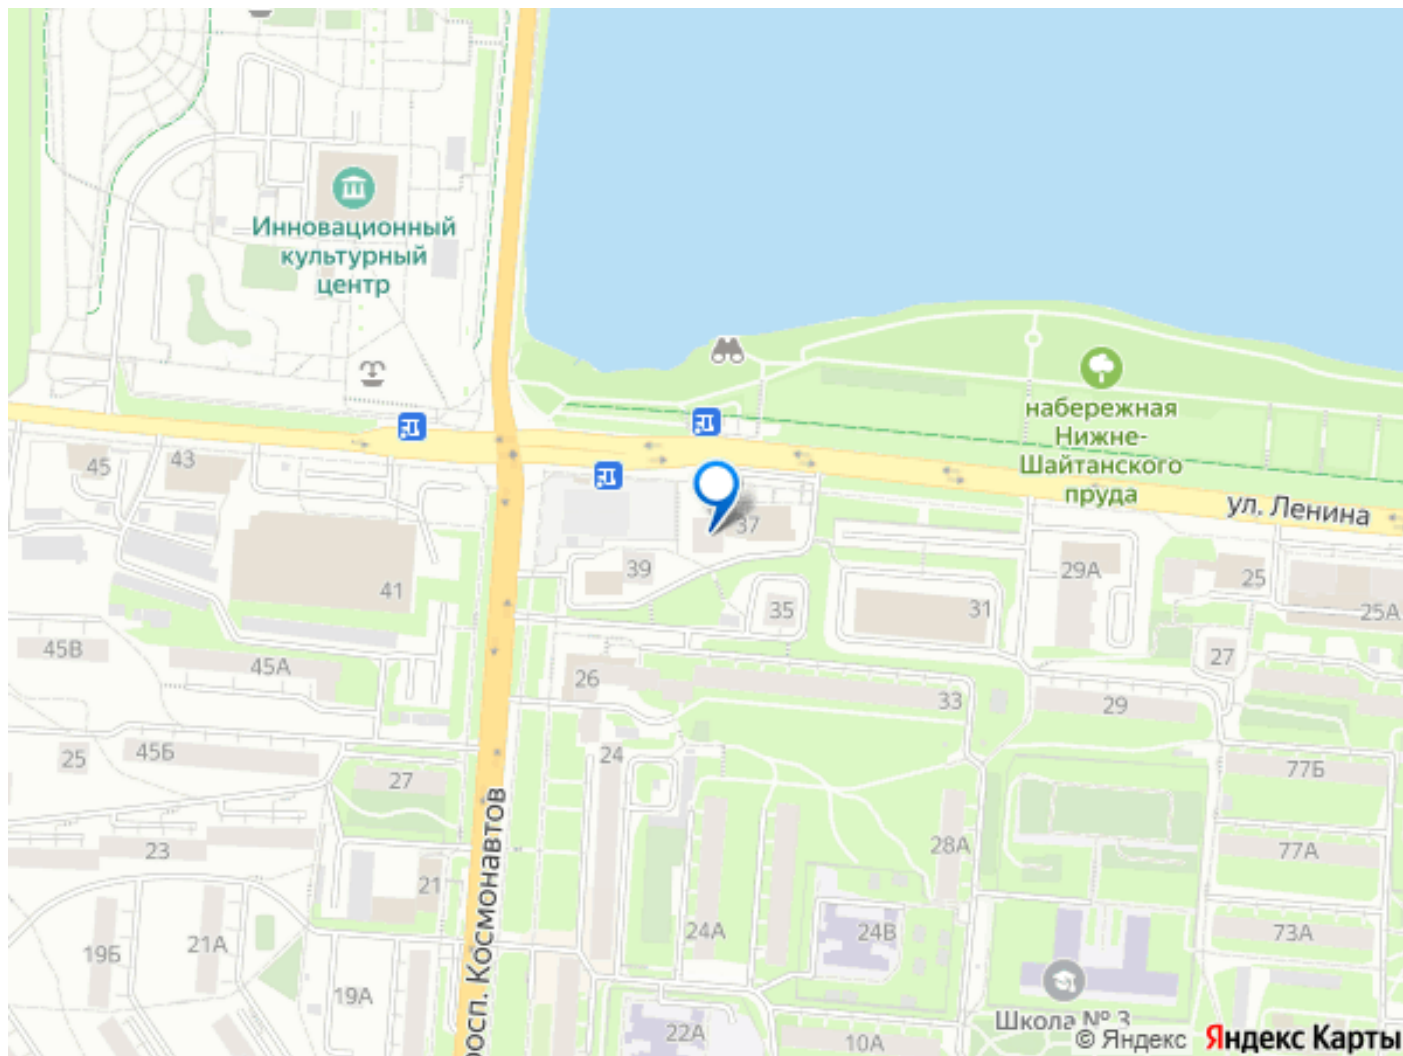 Инновационный
культурный
центр
набережная
Нижне-
Шайтанского
пруда
ул. Ленина
45
43
37
41
39
35
31
29А
25
25А
27
45В
45А
26
33
29
25
45Б
27
24
77Б
23
21
28А
77А
просп. Космонавтов
19Б
21А
24А
24В
73А
19А
22А
10А
Школа № 3
© Яндекс
Яндекс Карты